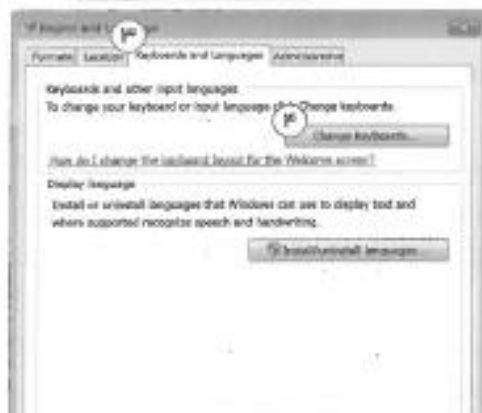 Region and Language
Formats Location Keyboards and Languages Administrative
Keyboards and other input languages
To change your keyboard or input language click Change keyboards.
Change keyboards...
How do I change the keyboard layout for the Welcome screen?
Display language
Install or uninstall languages that Windows can use to display text and
where supported recognize speech and handwriting.
Install/uninstall languages...